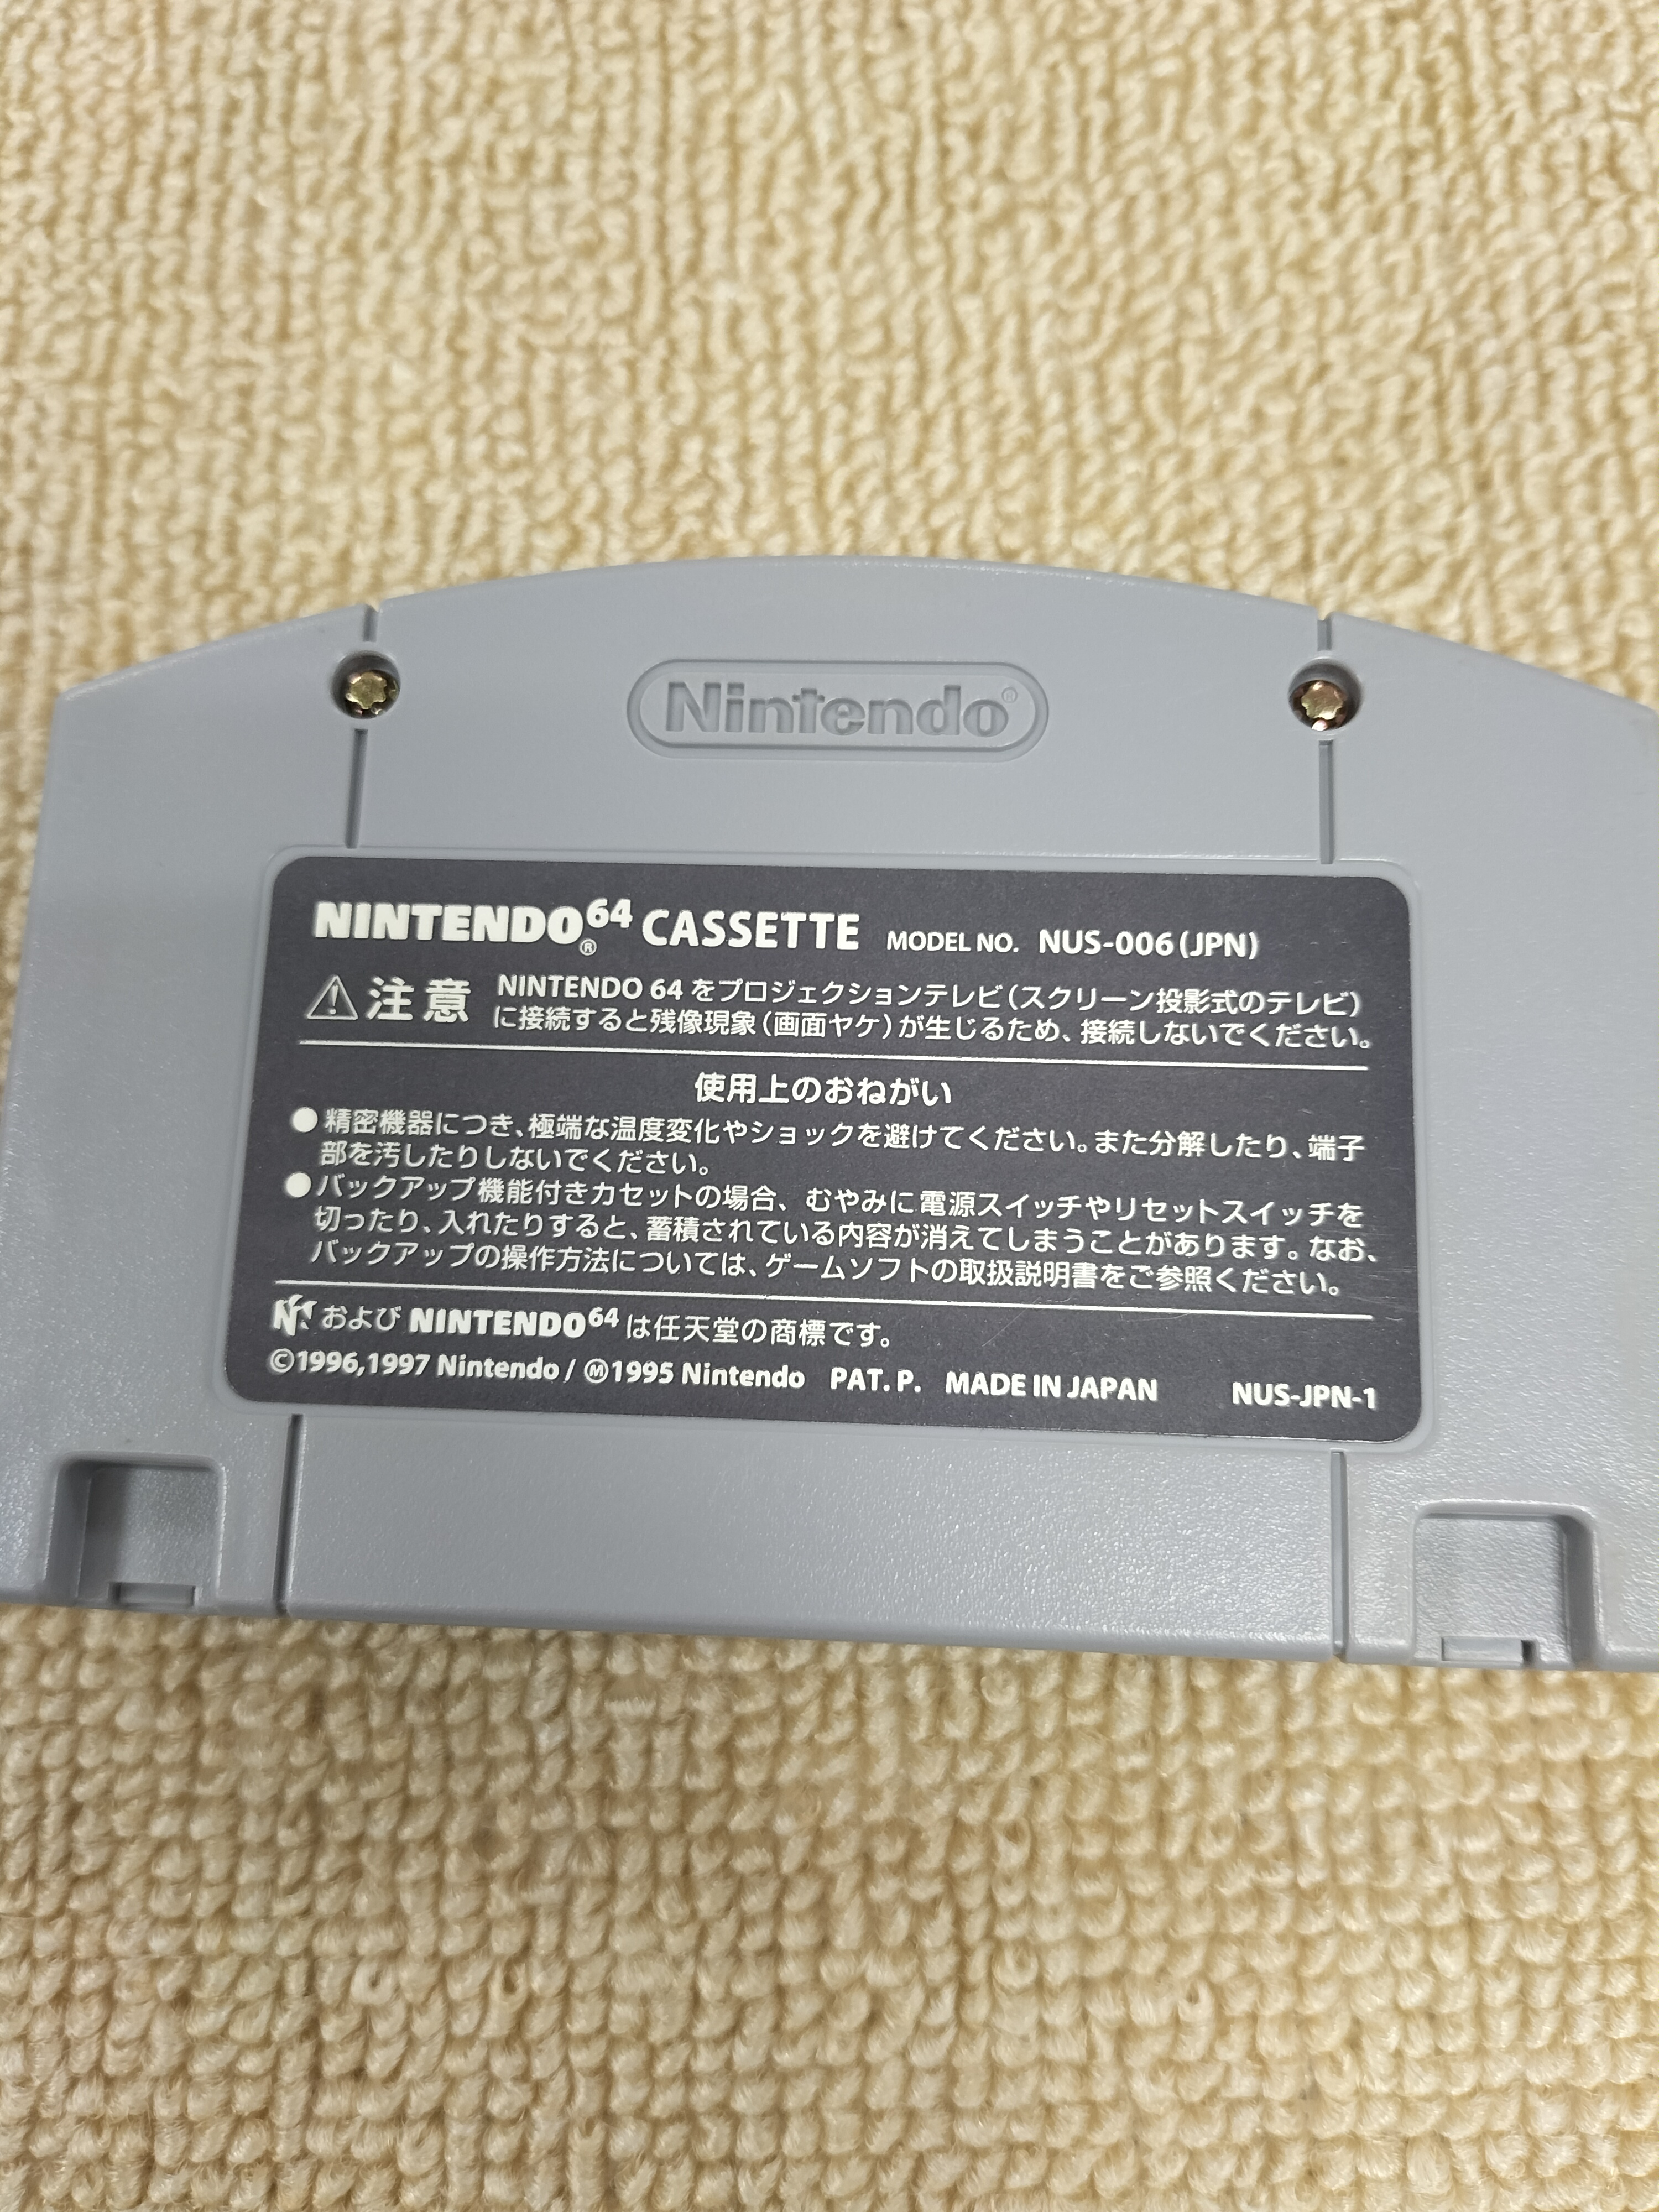 Nintendo®
NINTENDO64® CASSETTE MODEL NO. NUS-006(JPN)
⚠注意 NINTENDO 64 をプロジェクションテレビ(スクリーン投影式のテレビ)
に接続すると残像現象(画面ヤケ)が生じるため、接続しないでください。
使用上のおねがい
●精密機器につき、極端な温度変化やショックを避けてください。また分解したり、端子
部を汚したりしないでください。
●バックアップ機能付きカセットの場合、むやみに電源スイッチやリセットスイッチを
切ったり、入れたりすると、蓄積されている内容が消えてしまうことがあります。なお、
バックアップの操作方法については、ゲームソフトの取扱説明書をご参照ください。
および NINTENDO64 は任天堂の商標です。
©1996,1997 Nintendo / Ⓜ1995 Nintendo PAT. P. MADE IN JAPAN NUS-JPN-1